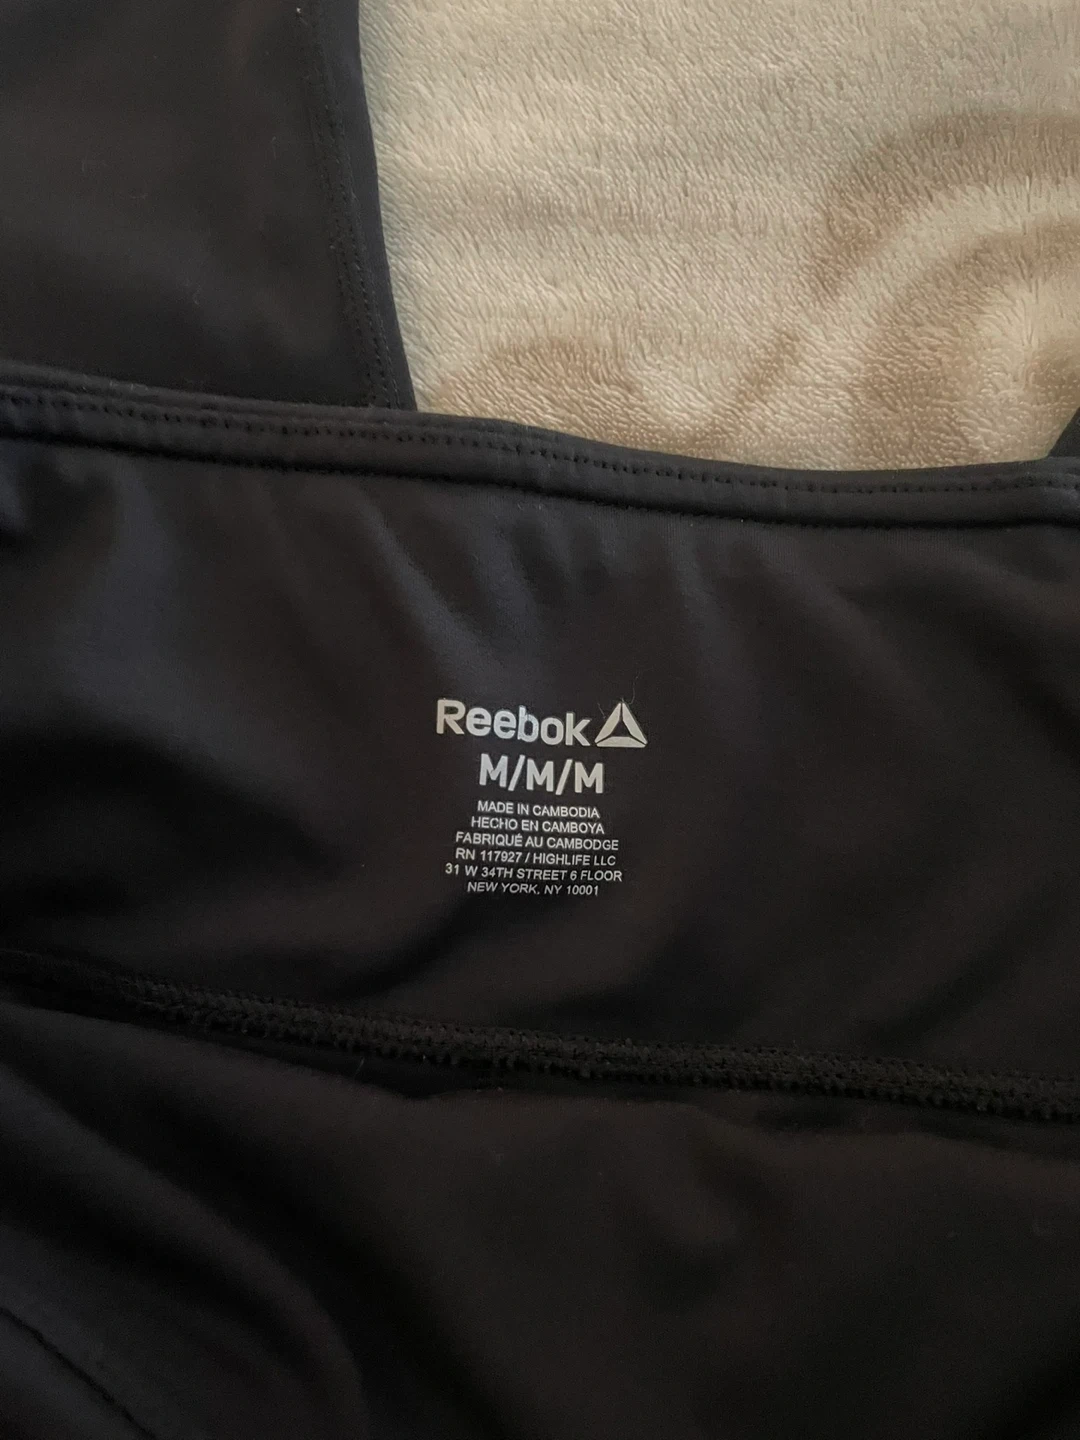 Reebok
M/M/M
MADE IN CAMBODIA
HECHO EN CAMBOYA
FABRIQUÉ AU CAMBODGE
RN 117927 / HIGHLIFE LLC
31 W 34TH STREET 6 FLOOR
NEW YORK, NY 10001